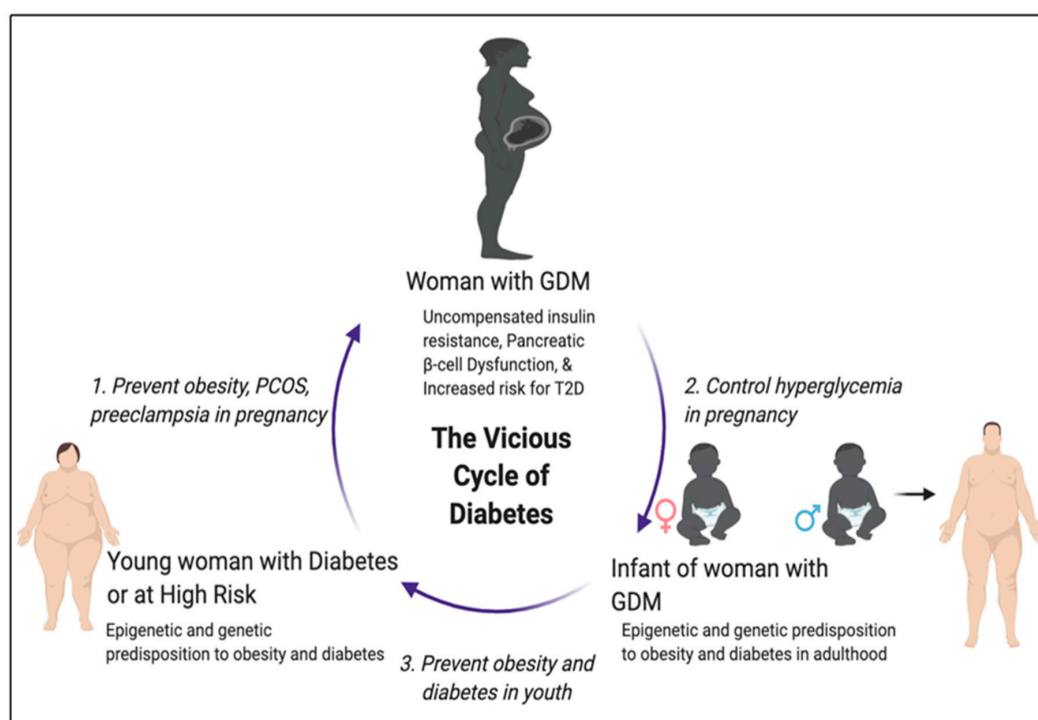 Woman with GDM
Uncompensated insulin
resistance, Pancreatic
β-cell Dysfunction, &
Increased risk for T2D
1. Prevent obesity, PCOS,
preeclampsia in pregnancy
2. Control hyperglycemia
in pregnancy
The Vicious
Cycle of
Diabetes
Young woman with Diabetes
or at High Risk
Epigenetic and genetic
predisposition to obesity and diabetes
Infant of woman with
GDM
Epigenetic and genetic predisposition
to obesity and diabetes in adulthood
3. Prevent obesity and
diabetes in youth